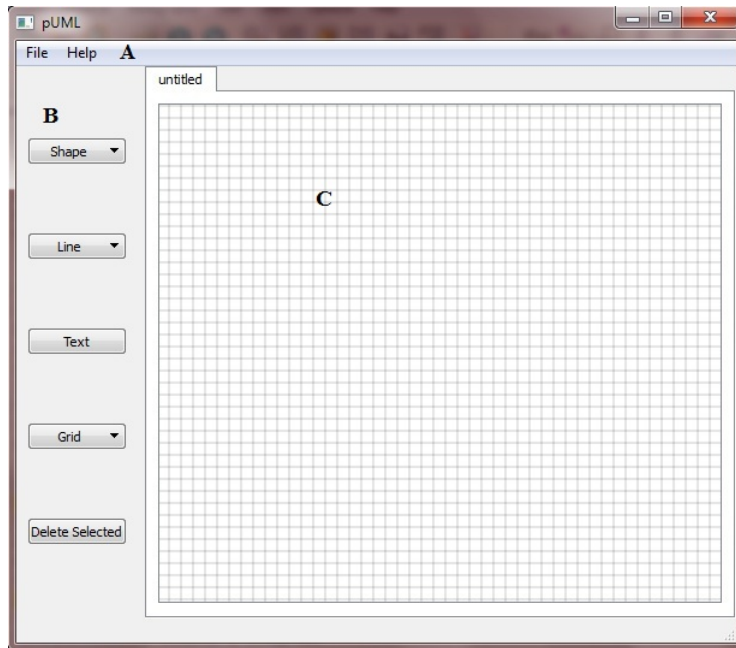 pUML
File Help A
untitled
B
Shape
C
Line
Text
Grid
Delete Selected